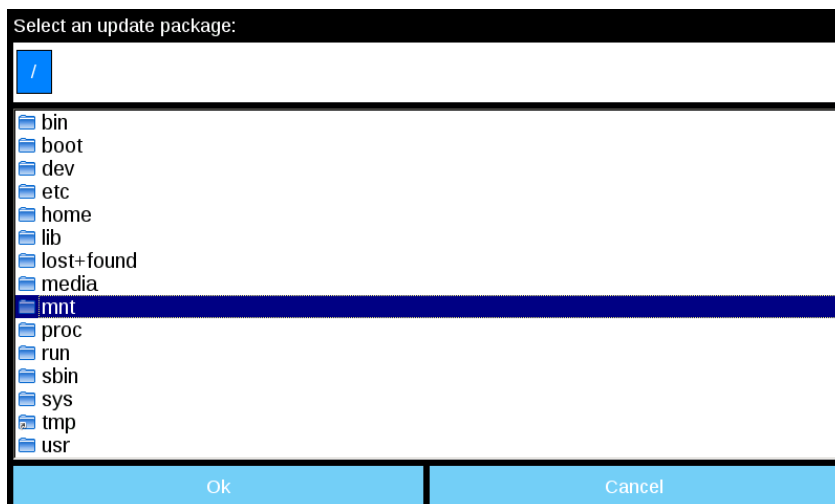 Select an update package:
/
bin
boot
dev
etc
home
lib
lost+found
media
mnt
proc
run
sbin
sys
tmp
usr
Ok Cancel